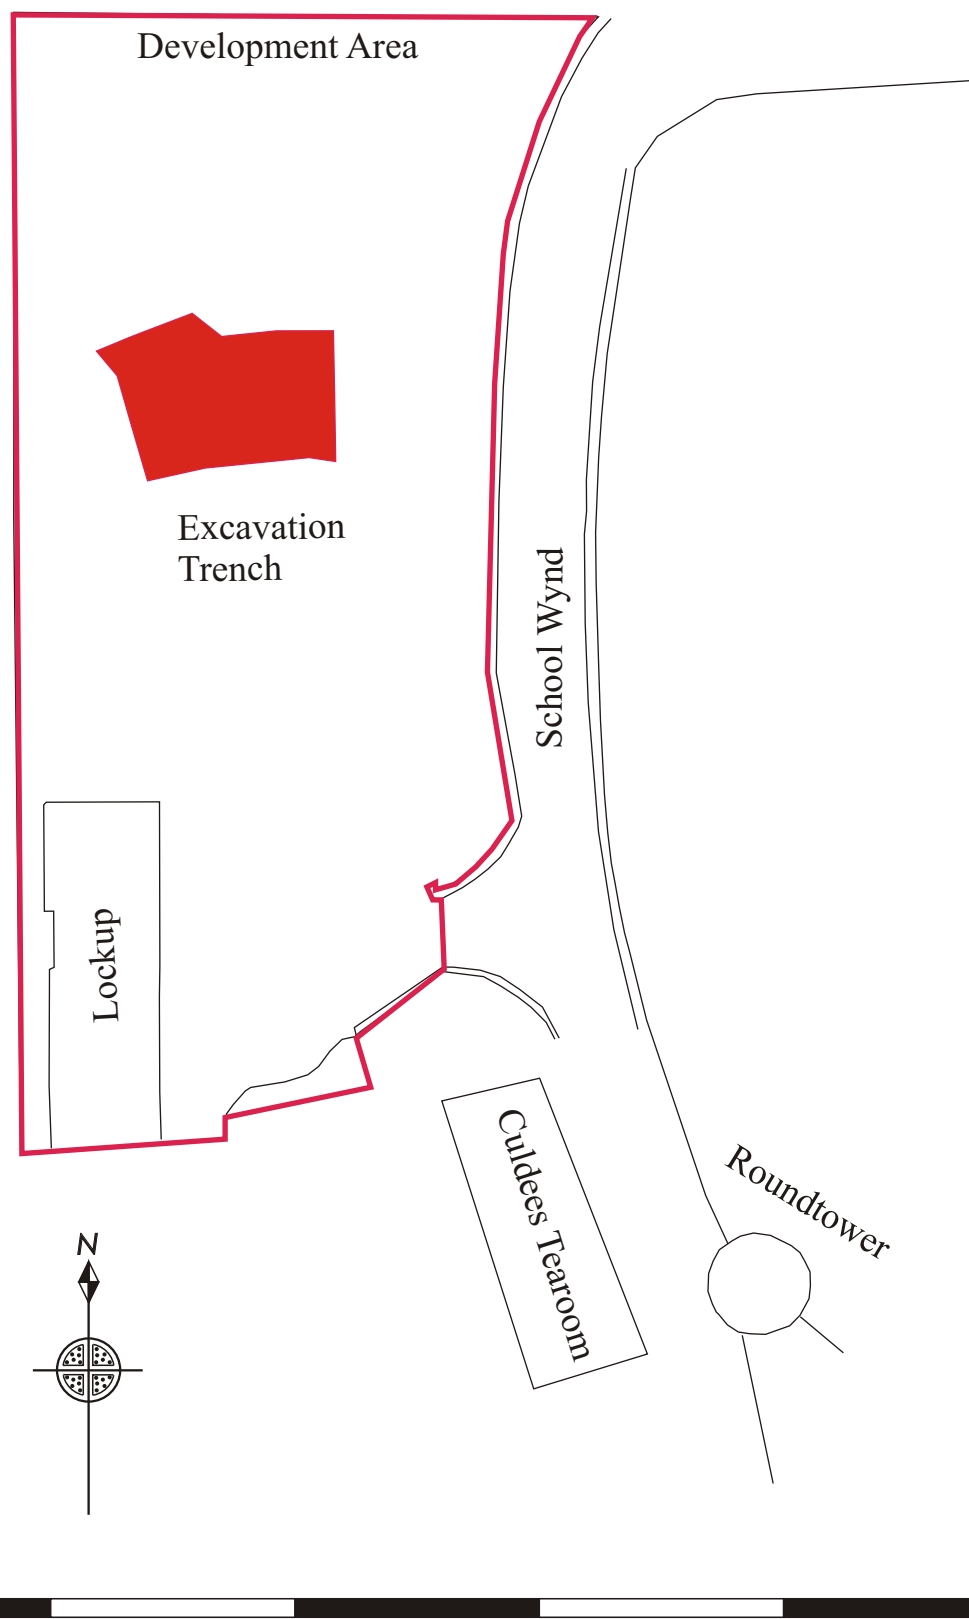 Development Area
Excavation
Trench
School Wynd
Lockup
Culdees Tearoom
Roundtower
N